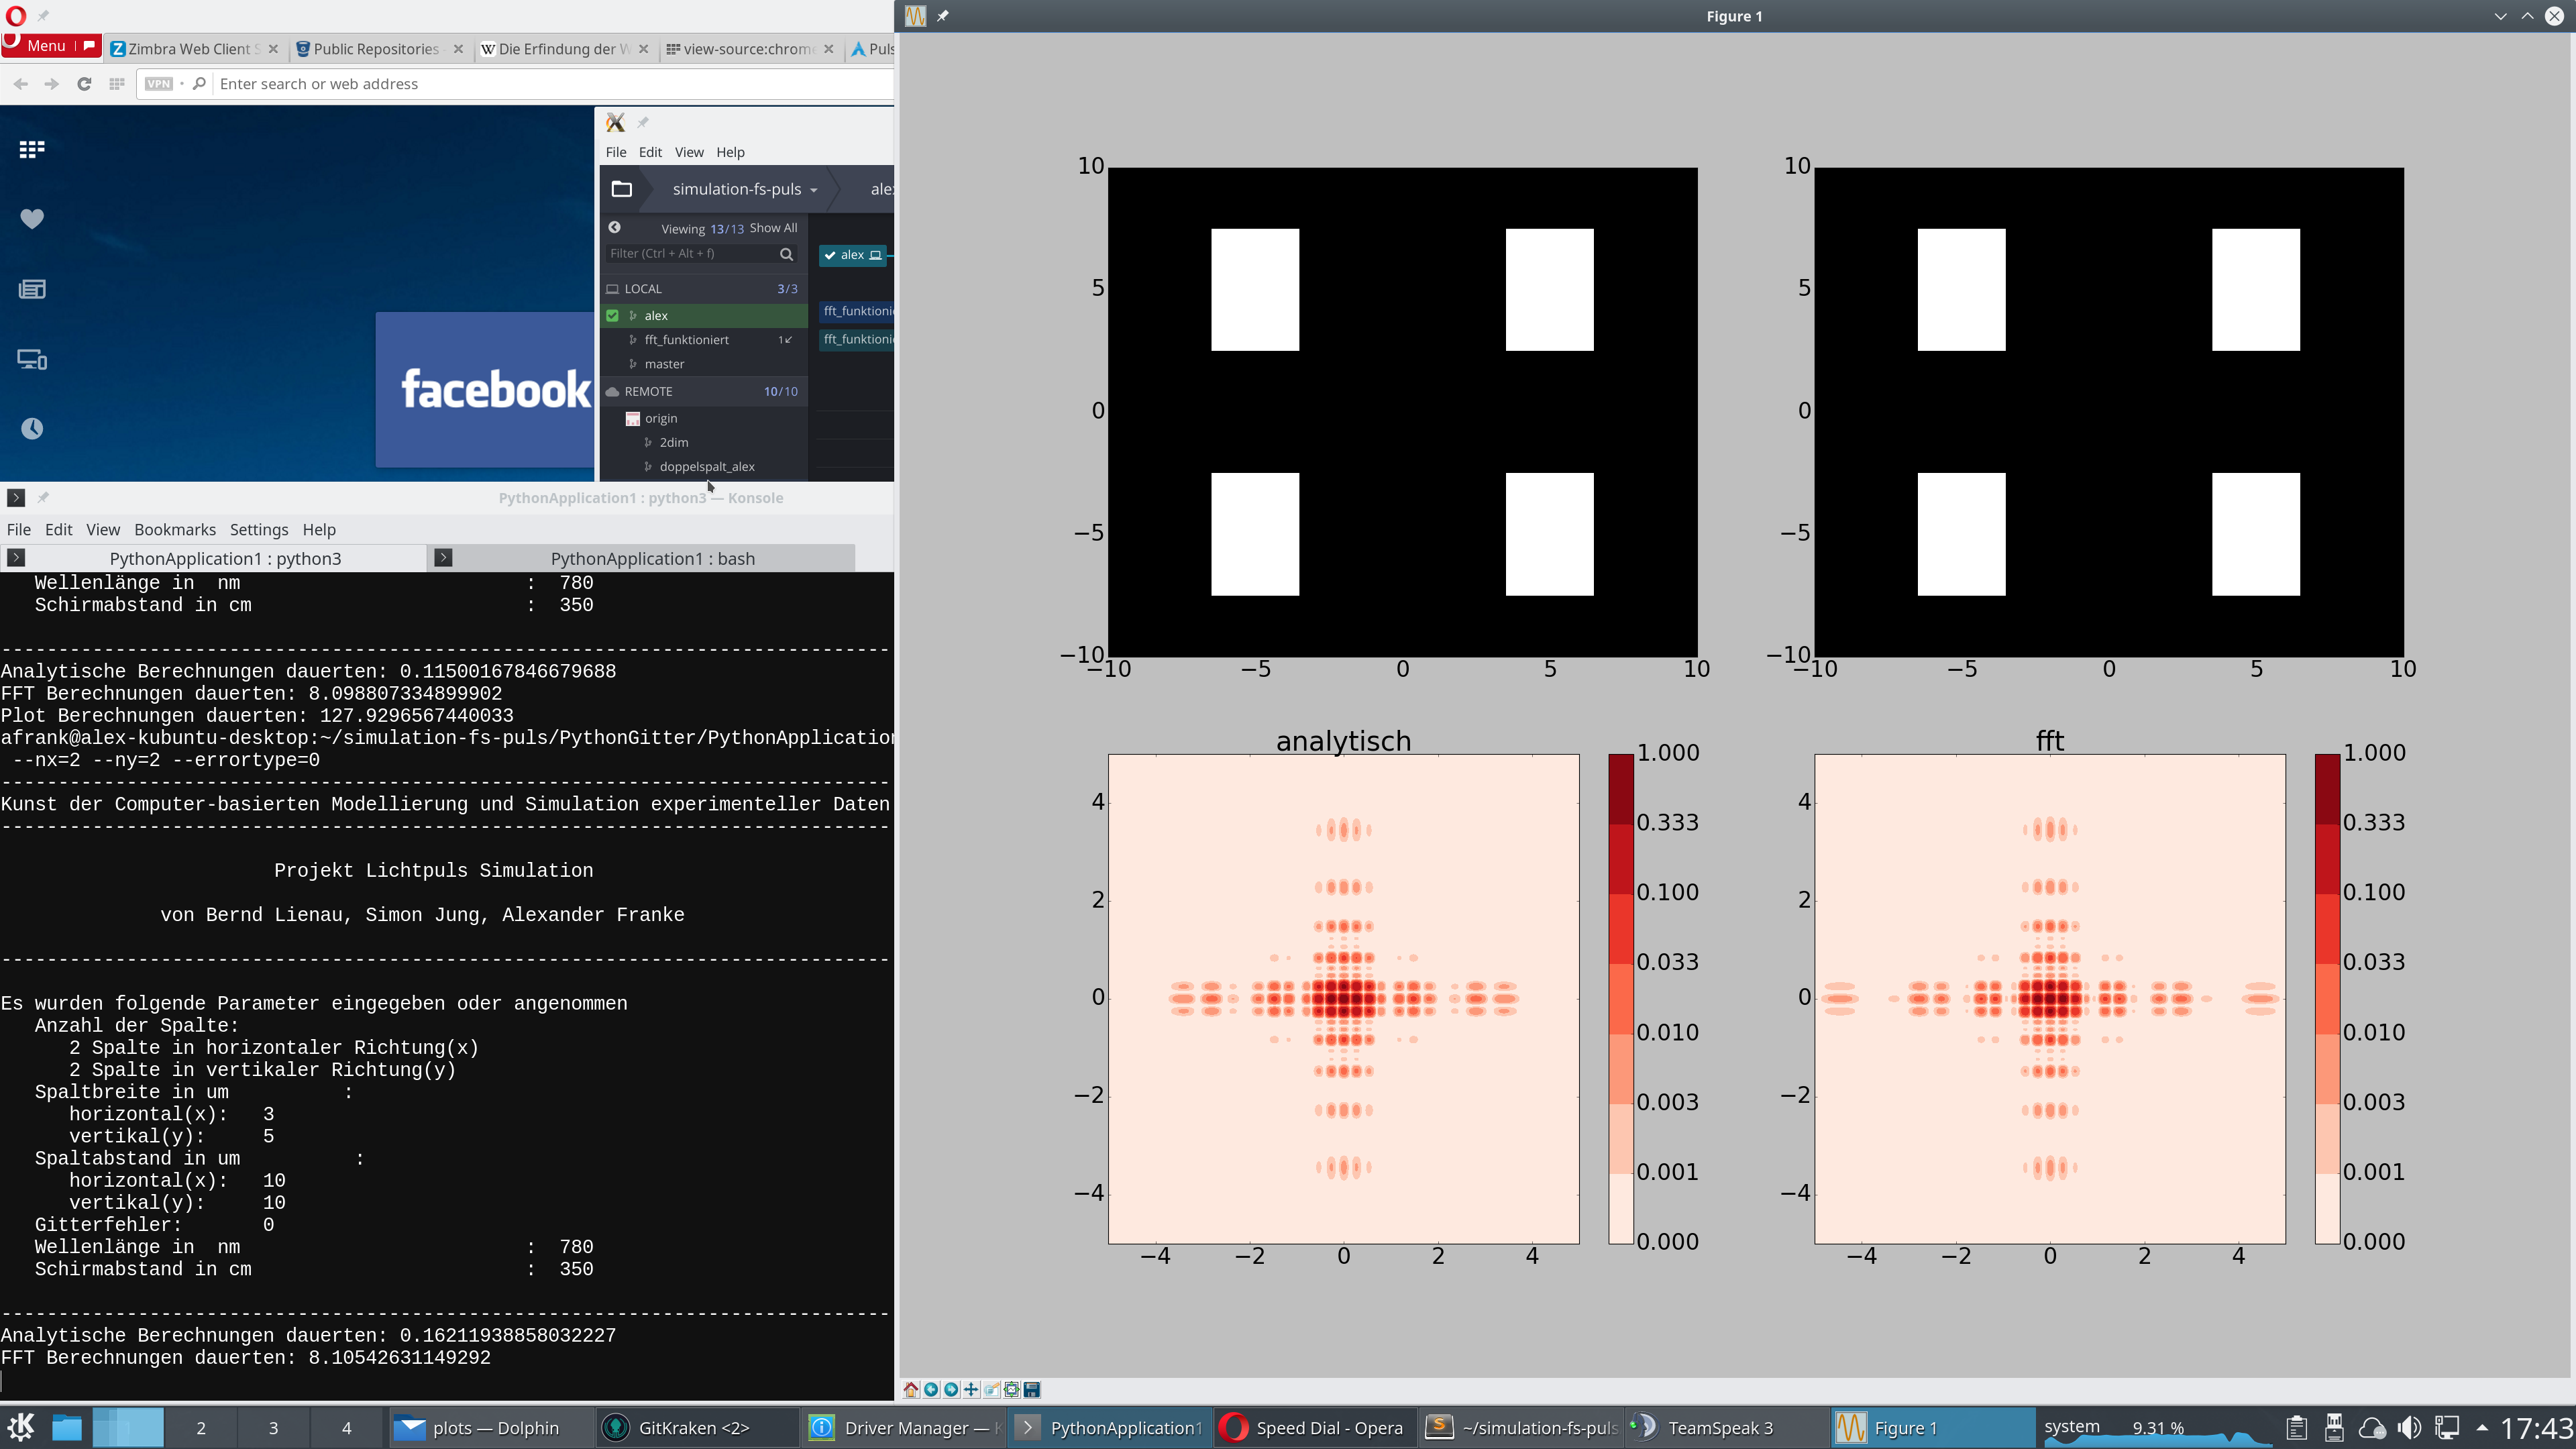 Menu
Zimbra Web Client S
Public Repositories
Die Erfindung der W
view-source:chrome
Puls
VPN
Enter search or web address
facebook
File Edit View Help
simulation-fs-puls
alex
Viewing 13/13 Show All
Filter (Ctrl + Alt + f)
alex
LOCAL 3/3
alex
fft_funktioniert 1
master
fft_funktionie
fft_funktionie
REMOTE 10/10
origin
2dim
doppelspalt_alex
PythonApplication1 : python3 — Konsole
File Edit View Bookmarks Settings Help
PythonApplication1 : python3
PythonApplication1 : bash
Wellenlänge in  nm : 780
Schirmabstand in cm : 350
--------------------------------------------------------------------------------
Analytische Berechnungen dauerten: 0.11500167846679688
FFT Berechnungen dauerten: 8.098807334899902
Plot Berechnungen dauerten: 127.9296567440033
afrank@alex-kubuntu-desktop:~/simulation-fs-puls/PythonGitter/PythonApplication
--nx=2 --ny=2 --errortype=0
--------------------------------------------------------------------------------
Kunst der Computer-basierten Modellierung und Simulation experimenteller Daten
--------------------------------------------------------------------------------
Projekt Lichtpuls Simulation
von Bernd Lienau, Simon Jung, Alexander Franke
--------------------------------------------------------------------------------
Es wurden folgende Parameter eingegeben oder angenommen
Anzahl der Spalte:
2 Spalte in horizontaler Richtung(x)
2 Spalte in vertikaler Richtung(y)
Spaltbreite in um :
horizontal(x): 3
vertikal(y): 5
Spaltabstand in um :
horizontal(x): 10
vertikal(y): 10
Gitterfehler: 0
Wellenlänge in  nm : 780
Schirmabstand in cm : 350
--------------------------------------------------------------------------------
Analytische Berechnungen dauerten: 0.16211938858032227
FFT Berechnungen dauerten: 8.10542631149292
Figure 1
10
5
0
−5
−10
−10 −5 0 5 10
10
5
0
−5
−10
−10 −5 0 5 10
analytisch
4
2
0
−2
−4
−4 −2 0 2 4
1.000
0.333
0.100
0.033
0.010
0.003
0.001
0.000
fft
4
2
0
−2
−4
−4 −2 0 2 4
1.000
0.333
0.100
0.033
0.010
0.003
0.001
0.000
2 3 4
plots — Dolphin
GitKraken <2>
Driver Manager — K
PythonApplication1
Speed Dial - Opera
~/simulation-fs-puls
TeamSpeak 3
Figure 1
system 9.31 %
17:43